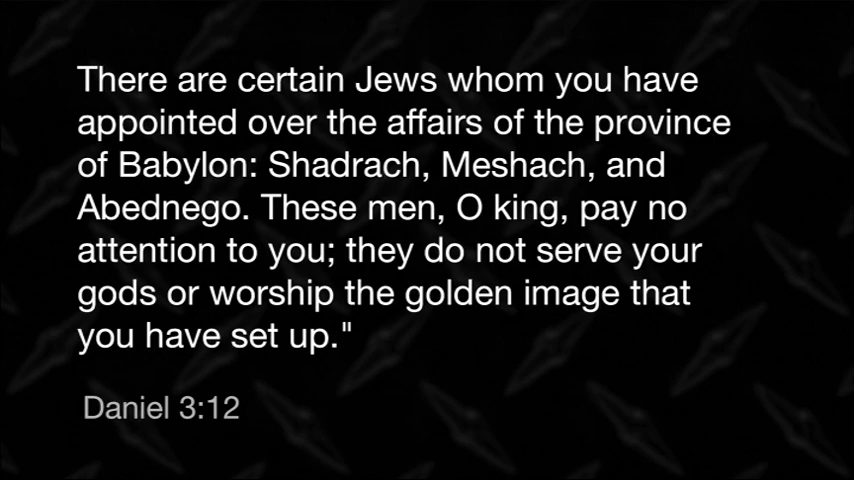 There are certain Jews whom you have
appointed over the affairs of the province
of Babylon: Shadrach, Meshach, and
Abednego. These men, O king, pay no
attention to you; they do not serve your
gods or worship the golden image that
you have set up."
Daniel 3:12